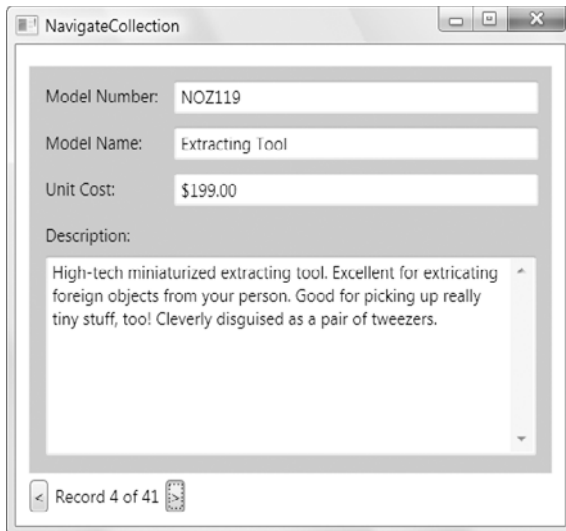 NavigateCollection
Model Number: NOZ119
Model Name: Extracting Tool
Unit Cost: $199.00
Description:
High-tech miniaturized extracting tool. Excellent for extricating
foreign objects from your person. Good for picking up really
tiny stuff, too! Cleverly disguised as a pair of tweezers.
< Record 4 of 41 >